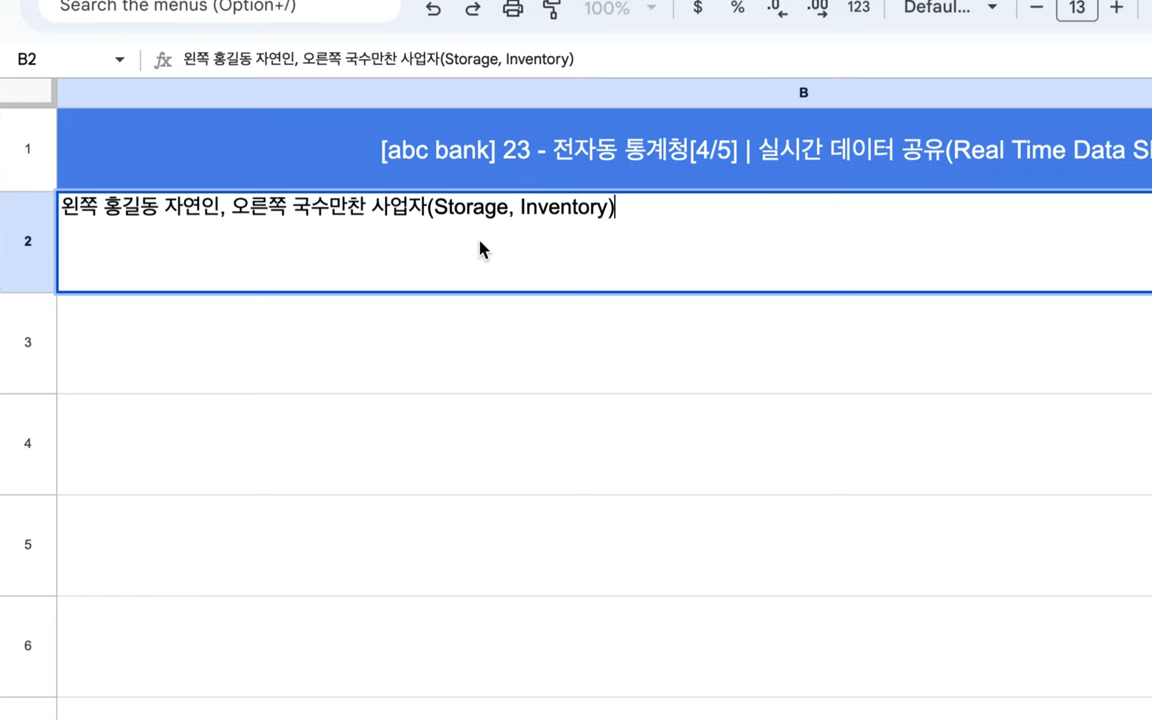 Search the menus (Option+/)
100%
$ % .0 .00 123 Defaul... − 13 +
B2
fx 왼쪽 홍길동 자연인, 오른쪽 국수만찬 사업자(Storage, Inventory)
B
1 [abc bank] 23 - 전자동 통계청[4/5] | 실시간 데이터 공유(Real Time Data
2 왼쪽 홍길동 자연인, 오른쪽 국수만찬 사업자(Storage, Inventory)
3
4
5
6